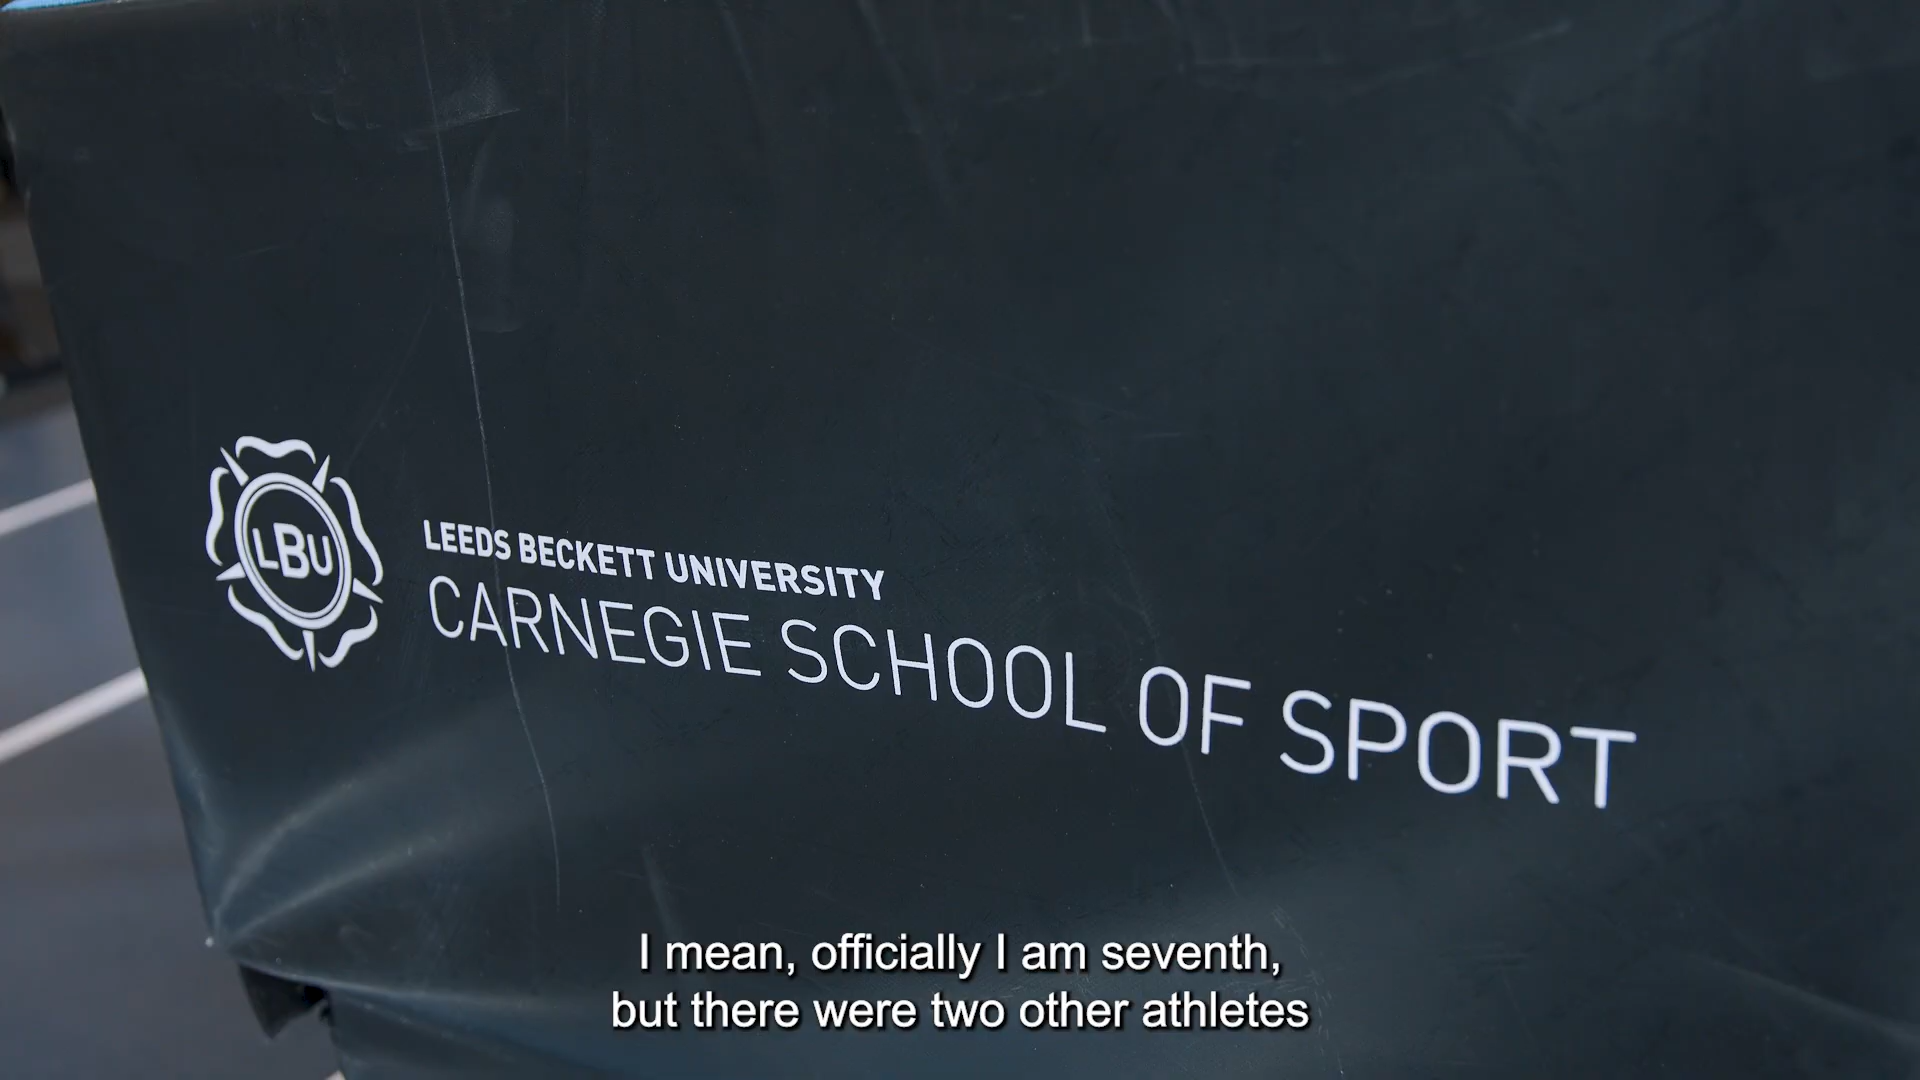 LBU
LEEDS BECKETT UNIVERSITY
CARNEGIE SCHOOL OF SPORT
I mean, officially I am seventh,
but there were two other athletes